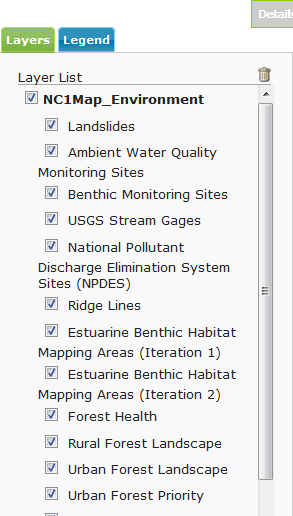 Details
Layers
Legend
Layer List
NC1Map_Environment
Landslides
Ambient Water Quality
Monitoring Sites
Benthic Monitoring Sites
USGS Stream Gages
National Pollutant
Discharge Elimination System
Sites (NPDES)
Ridge Lines
Estuarine Benthic Habitat
Mapping Areas (Iteration 1)
Estuarine Benthic Habitat
Mapping Areas (Iteration 2)
Forest Health
Rural Forest Landscape
Urban Forest Landscape
Urban Forest Priority